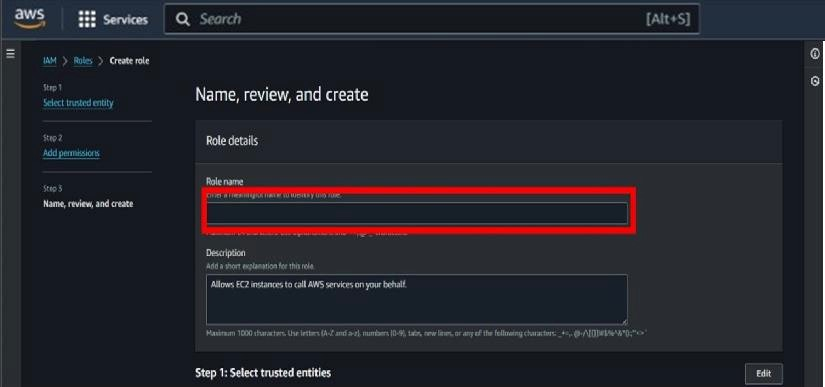 aws
Services
Search
[Alt+S]
IAM > Roles > Create role
Step 1
Select trusted entity
Step 2
Add permissions
Step 3
Name, review, and create
Name, review, and create
Role details
Role name
Enter a meaningful name to identify this role.
Description
Add a short explanation for this role.
Allows EC2 instances to call AWS services on your behalf.
Maximum 1000 characters. Use letters (A-Z and a-z), numbers (0-9), tabs, new lines, or any of the following characters:
Step 1: Select trusted entities
Edit